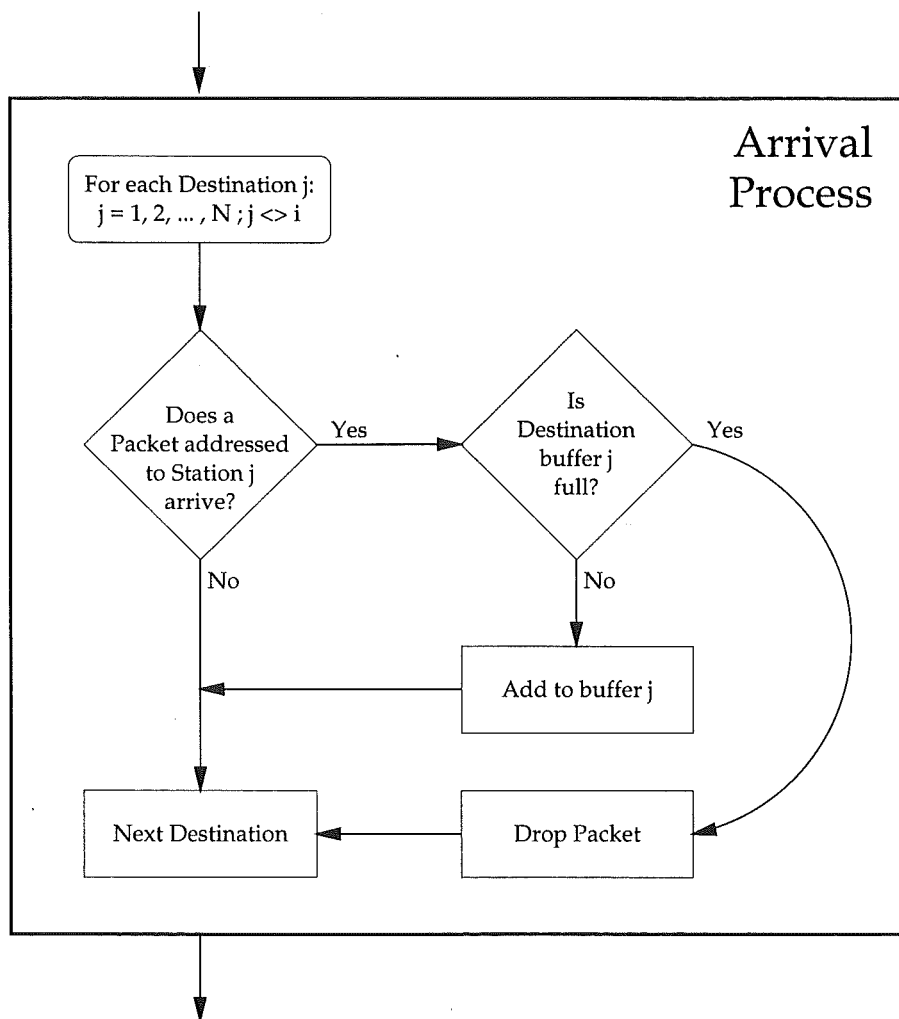 Arrival
Process
For each Destination j:
j = 1, 2, ... , N ; j <> i
Does a
Packet addressed
to Station j
arrive?
Yes
Is
Destination
buffer j
full?
Yes
No
No
Add to buffer j
Next Destination
Drop Packet